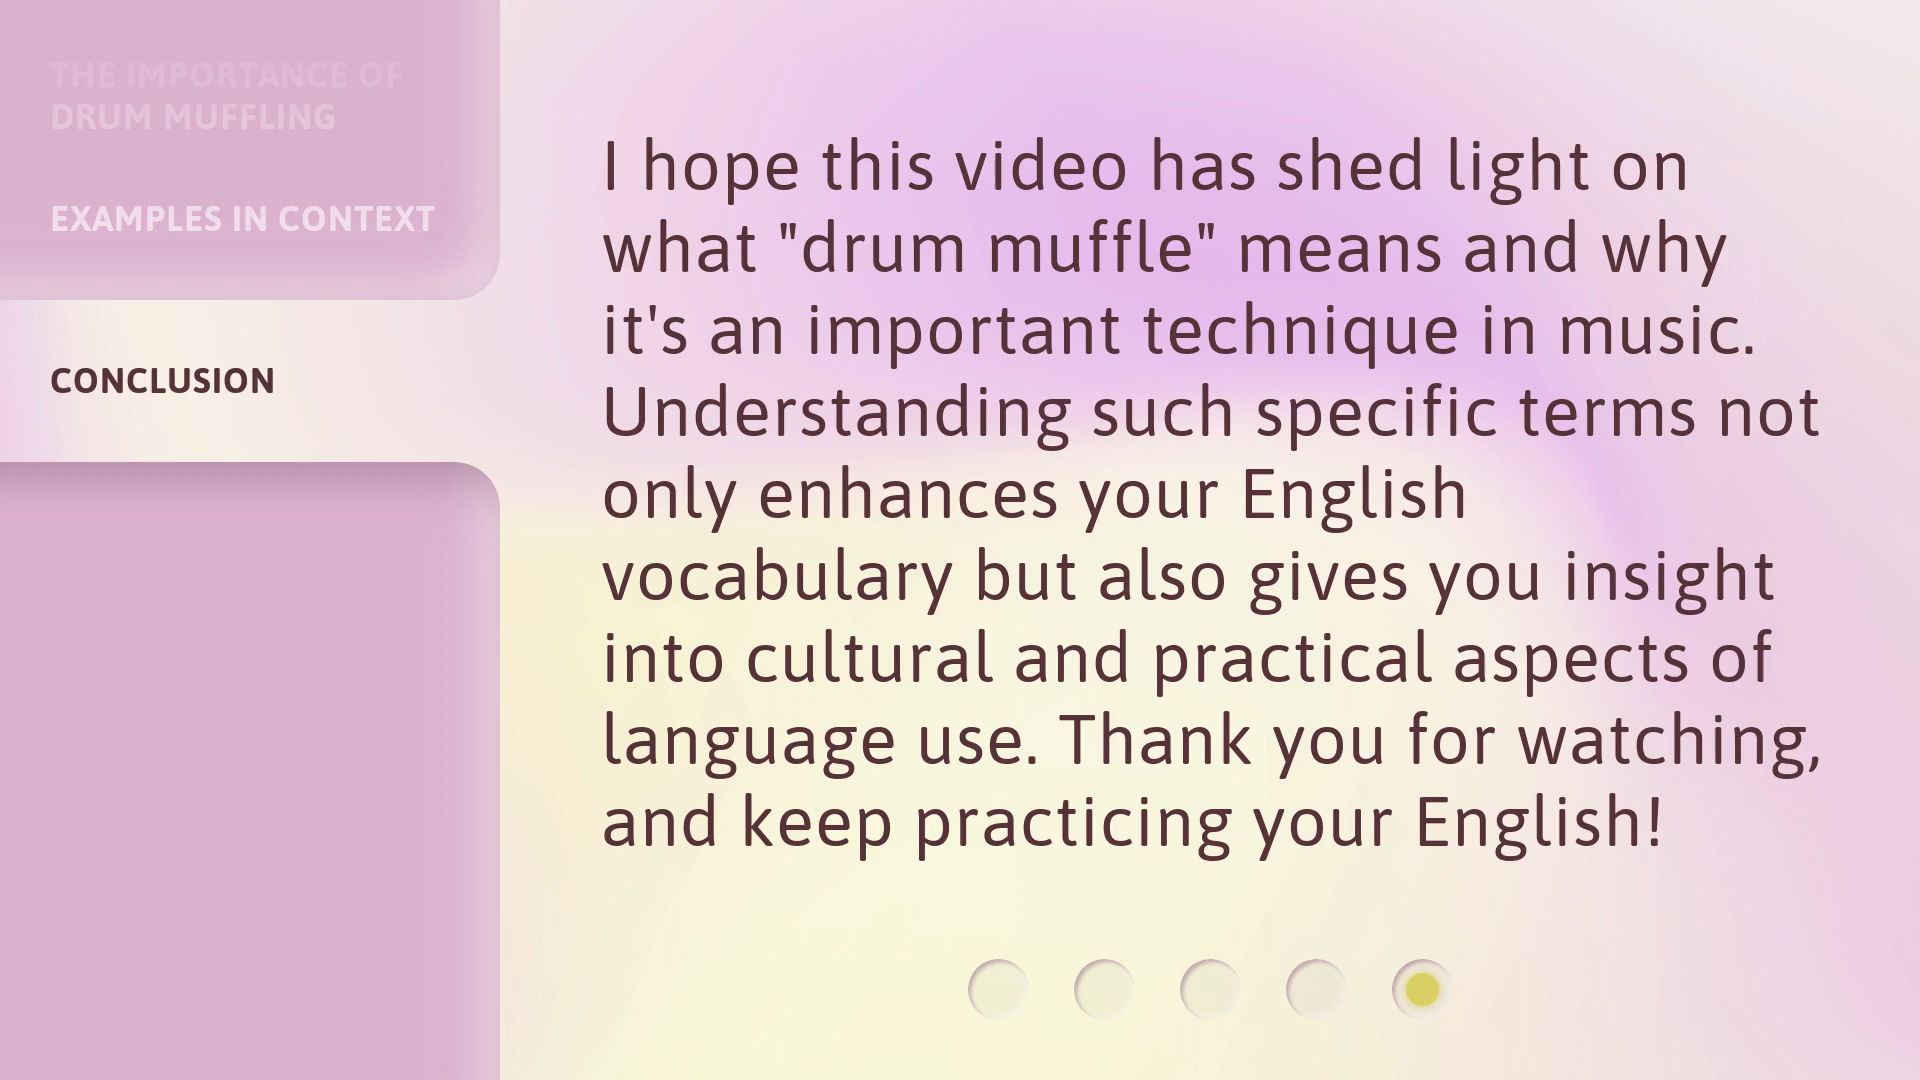 THE IMPORTANCE OF
DRUM MUFFLING
EXAMPLES IN CONTEXT
CONCLUSION
I hope this video has shed light on
what "drum muffle" means and why
it's an important technique in music.
Understanding such specific terms not
only enhances your English
vocabulary but also gives you insight
into cultural and practical aspects of
language use. Thank you for watching,
and keep practicing your English!